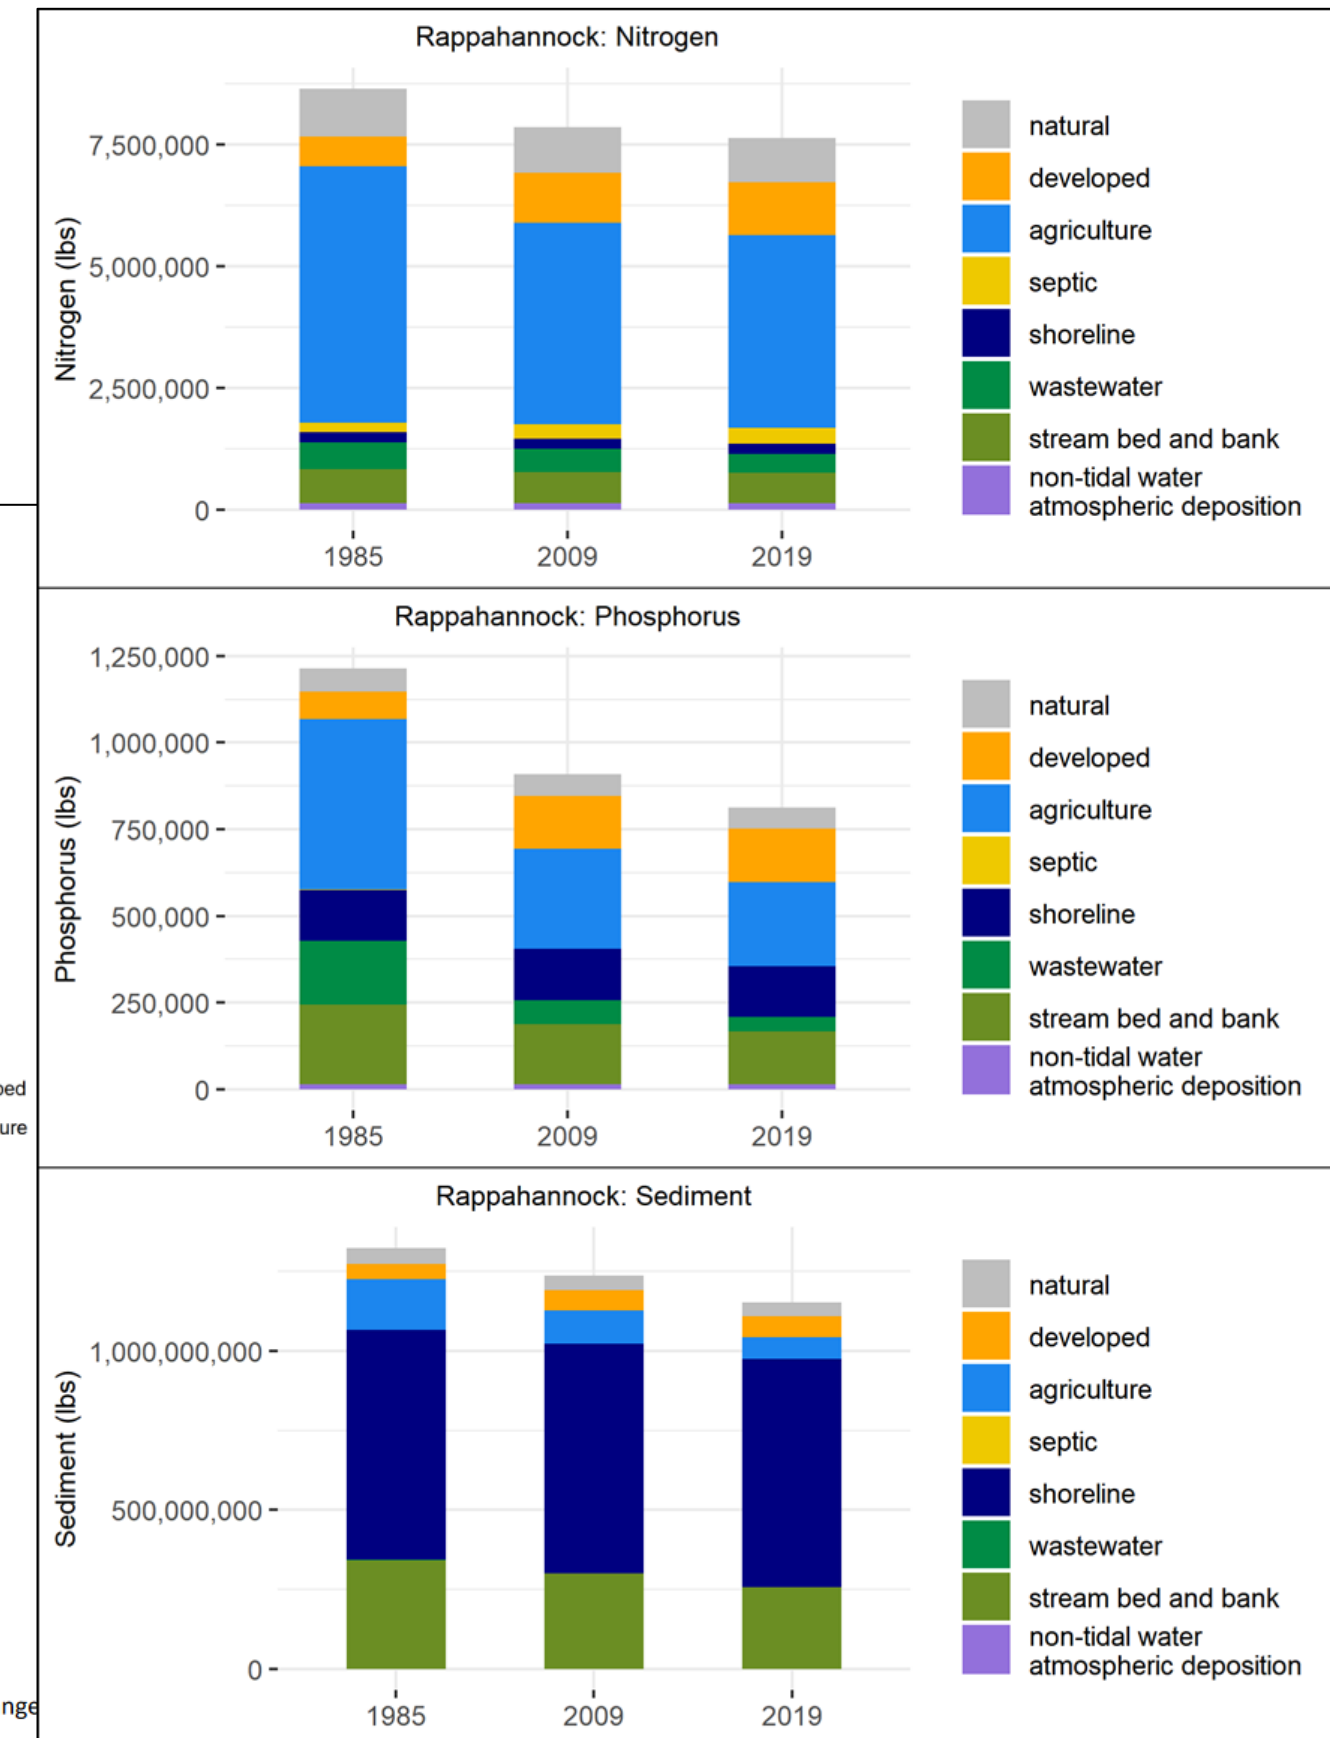 Rappahannock: Nitrogen
Nitrogen (lbs)
7,500,000
5,000,000
2,500,000
0
1985 2009 2019
natural
developed
agriculture
septic
shoreline
wastewater
stream bed and bank
non-tidal water
atmospheric deposition
Rappahannock: Phosphorus
Phosphorus (lbs)
1,250,000
1,000,000
750,000
500,000
250,000
0
1985 2009 2019
natural
developed
agriculture
septic
shoreline
wastewater
stream bed and bank
non-tidal water
atmospheric deposition
Rappahannock: Sediment
Sediment (lbs)
1,000,000,000
500,000,000
0
1985 2009 2019
natural
developed
agriculture
septic
shoreline
wastewater
stream bed and bank
non-tidal water
atmospheric deposition